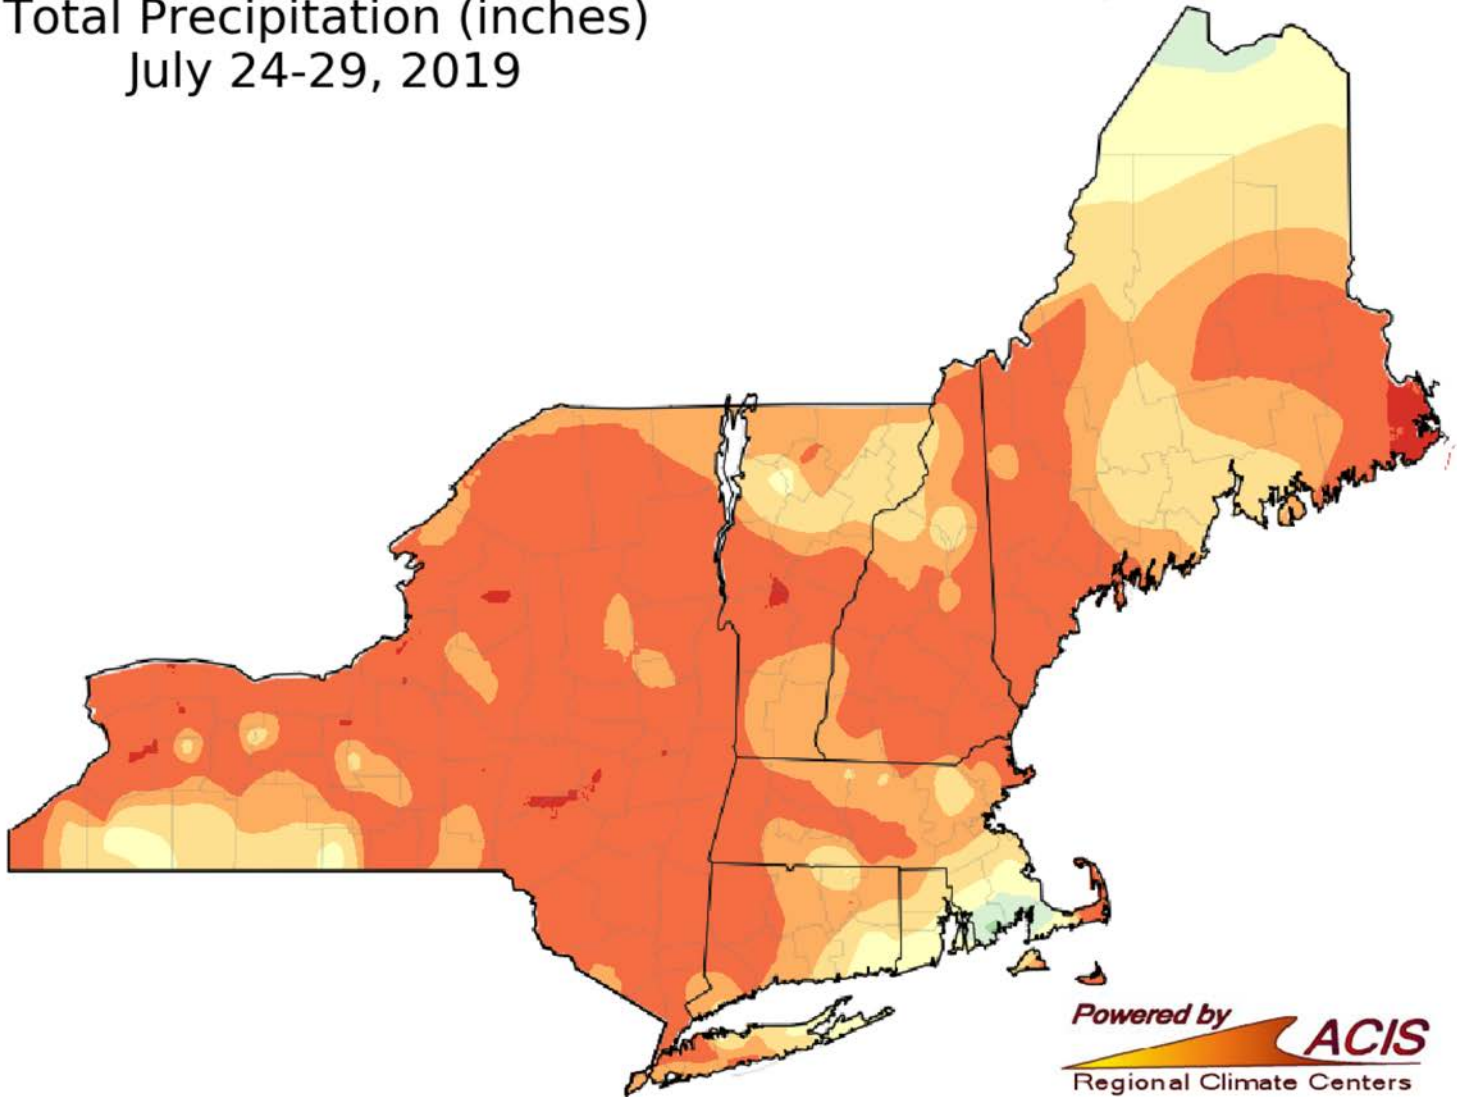 Total Precipitation (inches)
July 24-29, 2019
Powered by
ACIS
Regional Climate Centers